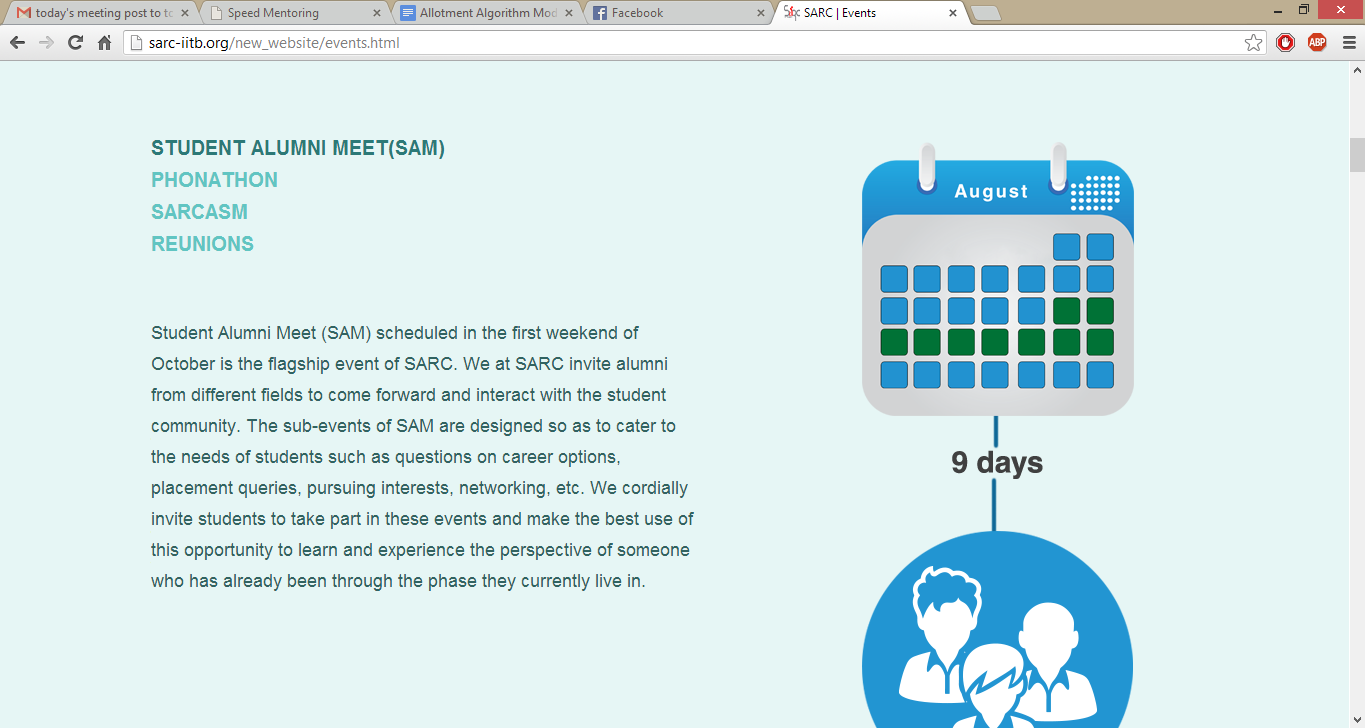 today's meeting post to to
Speed Mentoring
Allotment Algorithm Mod
Facebook
SARC | Events
sarc-iitb.org/new_website/events.html
ABP
STUDENT ALUMNI MEET(SAM)
PHONATHON
SARCASM
REUNIONS
Student Alumni Meet (SAM) scheduled in the first weekend of
October is the flagship event of SARC. We at SARC invite alumni
from different fields to come forward and interact with the student
community. The sub-events of SAM are designed so as to cater to
the needs of students such as questions on career options,
placement queries, pursuing interests, networking, etc. We cordially
invite students to take part in these events and make the best use of
this opportunity to learn and experience the perspective of someone
who has already been through the phase they currently live in.
August
9 days